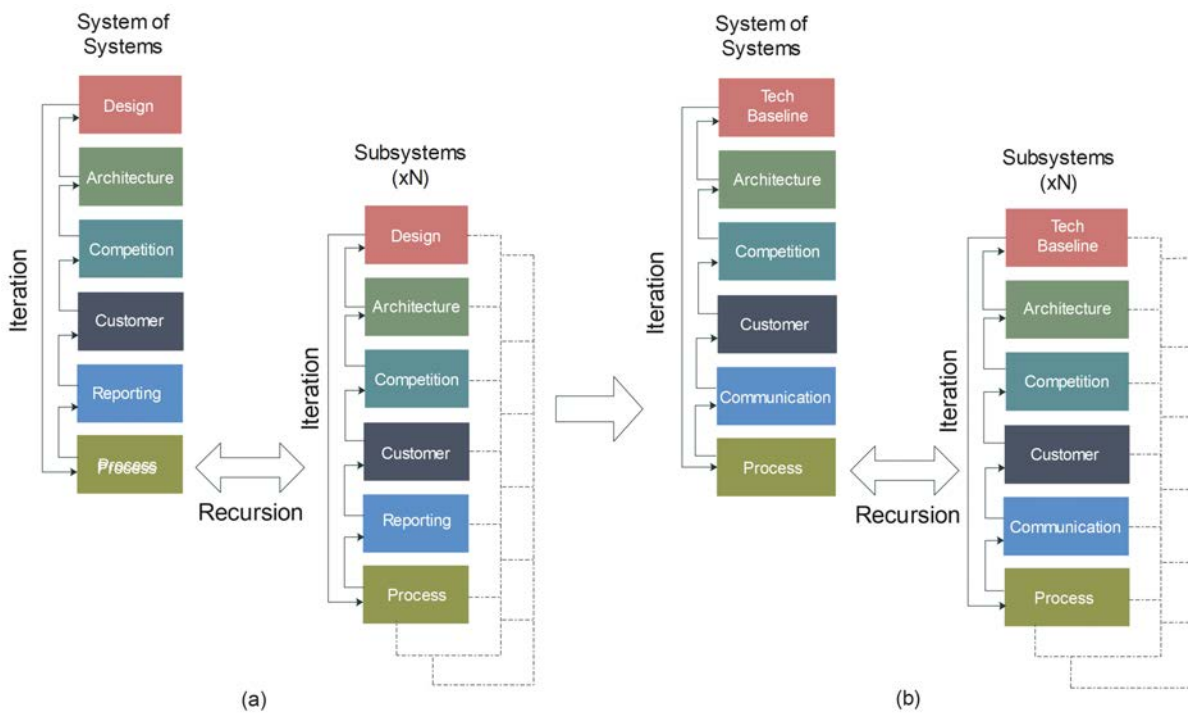 System of
Systems
Design
Architecture
Competition
Customer
Reporting
Process
Process
Iteration
Recursion
Subsystems
(xN)
Design
Architecture
Competition
Customer
Reporting
Process
Iteration
(a)
System of
Systems
Tech
Baseline
Architecture
Competition
Customer
Communication
Process
Iteration
Recursion
Subsystems
(xN)
Tech
Baseline
Architecture
Competition
Customer
Communication
Process
Iteration
(b)